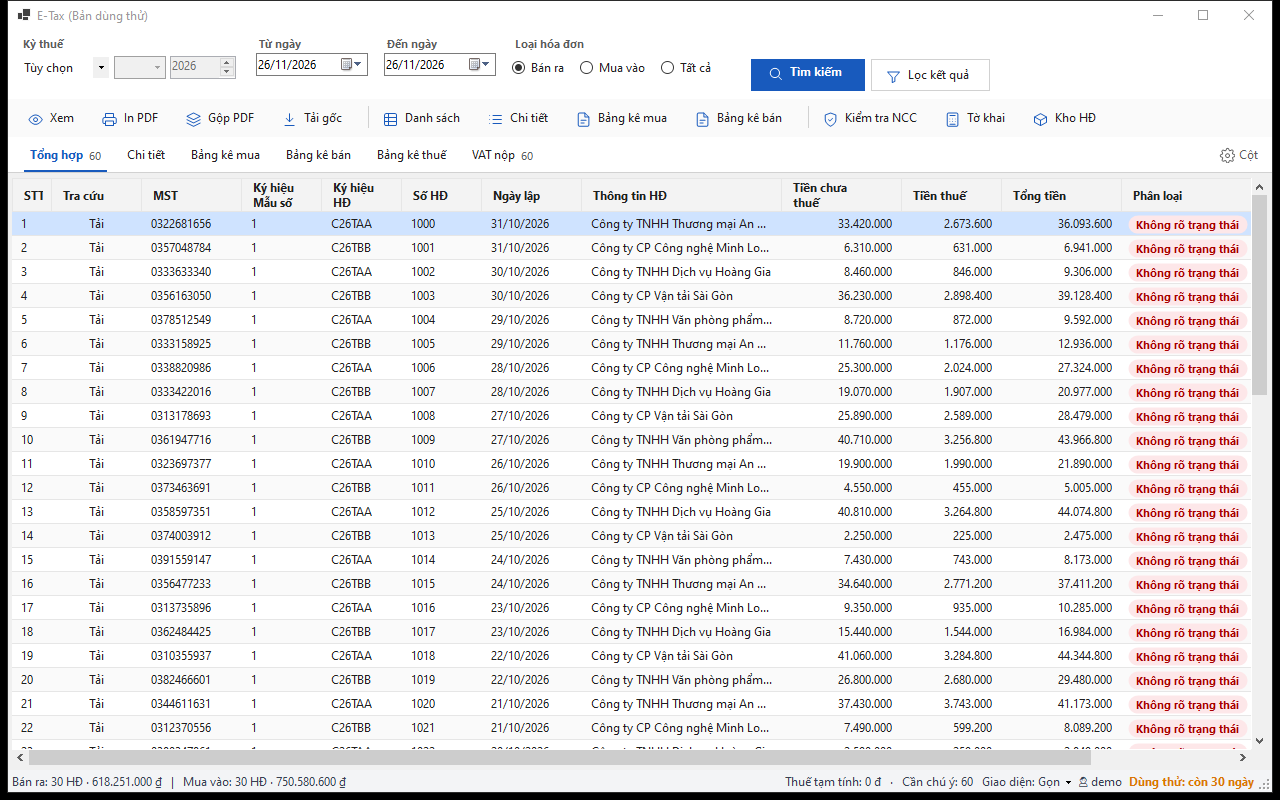 E-Tax (Bản dùng thử)
Kỳ thuế Từ ngày Đến ngày Loại hóa đơn
Tùy chọn 2026 26/11/2026 26/11/2026 Bán ra Mua vào Tất cả Tìm kiếm Lọc kết quả
Xem In PDF Gộp PDF Tải gốc Danh sách Chi tiết Bảng kê mua Bảng kê bán Kiểm tra NCC Tờ khai Kho HĐ
Tổng hợp 60 Chi tiết Bảng kê mua Bảng kê bán Bảng kê thuế VAT nộp 60 Cột
STT Tra cứu MST Ký hiệu Mẫu số Ký hiệu HĐ Số HĐ Ngày lập Thông tin HĐ Tiền chưa thuế Tiền thuế Tổng tiền Phân loại
1 Tải 0322681656 1 C26TAA 1000 31/10/2026 Công ty TNHH Thương mại An ... 33.420.000 2.673.600 36.093.600 Không rõ trạng thái
2 Tải 0357048784 1 C26TBB 1001 31/10/2026 Công ty CP Công nghệ Minh Lo... 6.310.000 631.000 6.941.000 Không rõ trạng thái
3 Tải 0333633340 1 C26TAA 1002 30/10/2026 Công ty TNHH Dịch vụ Hoàng Gia 8.460.000 846.000 9.306.000 Không rõ trạng thái
4 Tải 0356163050 1 C26TBB 1003 30/10/2026 Công ty CP Vận tải Sài Gòn 36.230.000 2.898.400 39.128.400 Không rõ trạng thái
5 Tải 0378512549 1 C26TAA 1004 29/10/2026 Công ty TNHH Văn phòng phẩm... 8.720.000 872.000 9.592.000 Không rõ trạng thái
6 Tải 0333158925 1 C26TBB 1005 29/10/2026 Công ty TNHH Thương mại An ... 11.760.000 1.176.000 12.936.000 Không rõ trạng thái
7 Tải 0338820986 1 C26TAA 1006 28/10/2026 Công ty CP Công nghệ Minh Lo... 25.300.000 2.024.000 27.324.000 Không rõ trạng thái
8 Tải 0333422016 1 C26TBB 1007 28/10/2026 Công ty TNHH Dịch vụ Hoàng Gia 19.070.000 1.907.000 20.977.000 Không rõ trạng thái
9 Tải 0313178693 1 C26TAA 1008 27/10/2026 Công ty CP Vận tải Sài Gòn 25.890.000 2.589.000 28.479.000 Không rõ trạng thái
10 Tải 0361947716 1 C26TBB 1009 27/10/2026 Công ty TNHH Văn phòng phẩm... 40.710.000 3.256.800 43.966.800 Không rõ trạng thái
11 Tải 0323697377 1 C26TAA 1010 26/10/2026 Công ty TNHH Thương mại An ... 19.900.000 1.990.000 21.890.000 Không rõ trạng thái
12 Tải 0373463691 1 C26TBB 1011 26/10/2026 Công ty CP Công nghệ Minh Lo... 4.550.000 455.000 5.005.000 Không rõ trạng thái
13 Tải 0358597351 1 C26TAA 1012 25/10/2026 Công ty TNHH Dịch vụ Hoàng Gia 40.810.000 3.264.800 44.074.800 Không rõ trạng thái
14 Tải 0374003912 1 C26TBB 1013 25/10/2026 Công ty CP Vận tải Sài Gòn 2.250.000 225.000 2.475.000 Không rõ trạng thái
15 Tải 0391559147 1 C26TAA 1014 24/10/2026 Công ty TNHH Văn phòng phẩm... 7.430.000 743.000 8.173.000 Không rõ trạng thái
16 Tải 0356477233 1 C26TBB 1015 24/10/2026 Công ty TNHH Thương mại An ... 34.640.000 2.771.200 37.411.200 Không rõ trạng thái
17 Tải 0313735896 1 C26TAA 1016 23/10/2026 Công ty CP Công nghệ Minh Lo... 9.350.000 935.000 10.285.000 Không rõ trạng thái
18 Tải 0362484425 1 C26TBB 1017 23/10/2026 Công ty TNHH Dịch vụ Hoàng Gia 15.440.000 1.544.000 16.984.000 Không rõ trạng thái
19 Tải 0310355937 1 C26TAA 1018 22/10/2026 Công ty CP Vận tải Sài Gòn 41.060.000 3.284.800 44.344.800 Không rõ trạng thái
20 Tải 0382466601 1 C26TBB 1019 22/10/2026 Công ty TNHH Văn phòng phẩm... 26.800.000 2.680.000 29.480.000 Không rõ trạng thái
21 Tải 0344611631 1 C26TAA 1020 21/10/2026 Công ty TNHH Thương mại An ... 37.430.000 3.743.000 41.173.000 Không rõ trạng thái
22 Tải 0312370556 1 C26TBB 1021 21/10/2026 Công ty CP Công nghệ Minh Lo... 7.490.000 599.200 8.089.200 Không rõ trạng thái
Bán ra: 30 HĐ · 618.251.000 ₫ | Mua vào: 30 HĐ · 750.580.600 ₫ Thuế tạm tính: 0 ₫ · Cần chú ý: 60 Giao diện: Gọn demo Dùng thử: còn 30 ngày